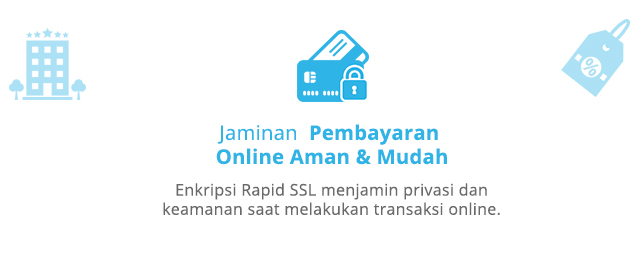 Jaminan Pembayaran
Online Aman & Mudah
Enkripsi Rapid SSL menjamin privasi dan
keamanan saat melakukan transaksi online.